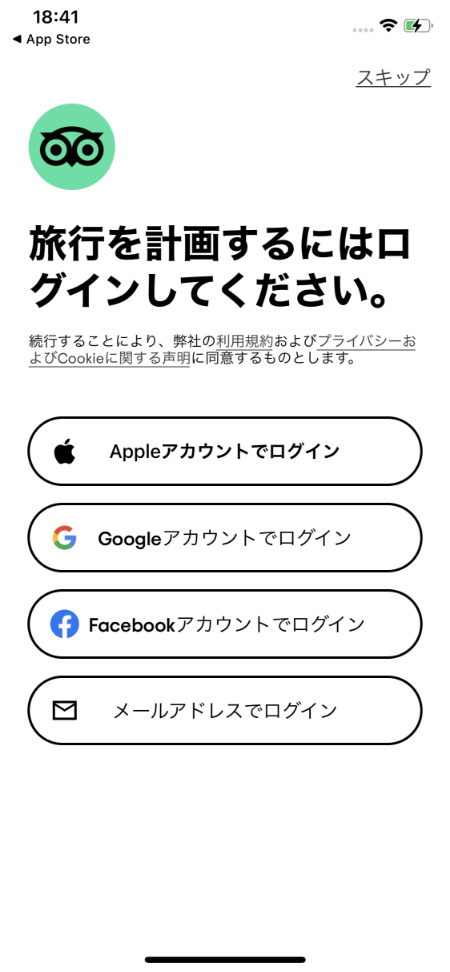 18:41
◀ App Store
スキップ
旅行を計画するにはロ
グインしてください。
続行することにより、弊社の利用規約およびプライバシーお
よびCookieに関する声明に同意するものとします。
Appleアカウントでログイン
Googleアカウントでログイン
Facebookアカウントでログイン
メールアドレスでログイン